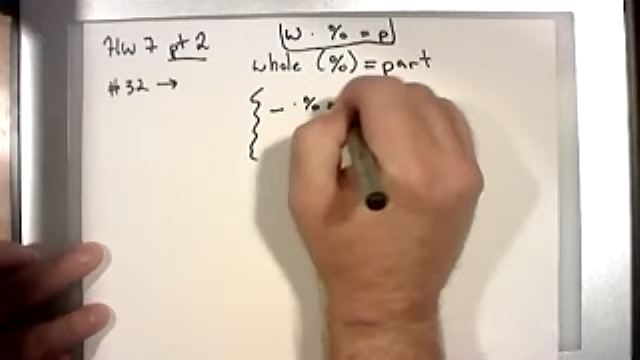 HW 7 pt 2
w · % = p
whole (%) = part
#32 →
{ _ · % =